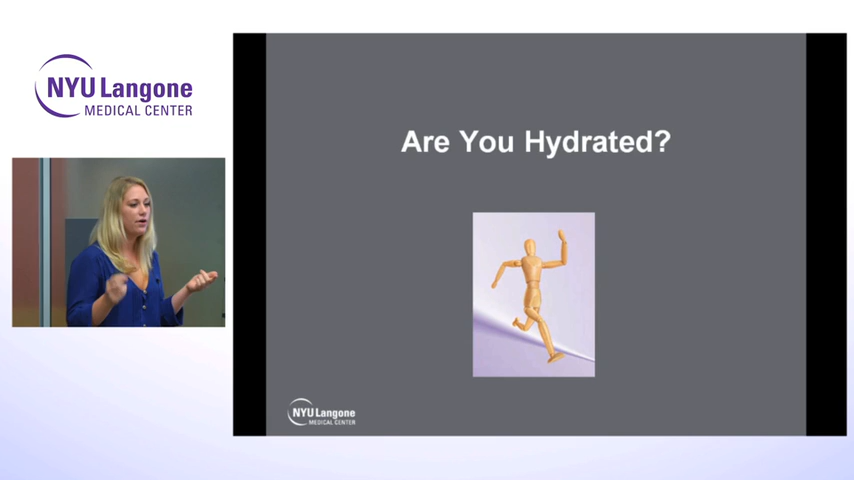 NYU Langone
MEDICAL CENTER
Are You Hydrated?
NYU Langone
MEDICAL CENTER